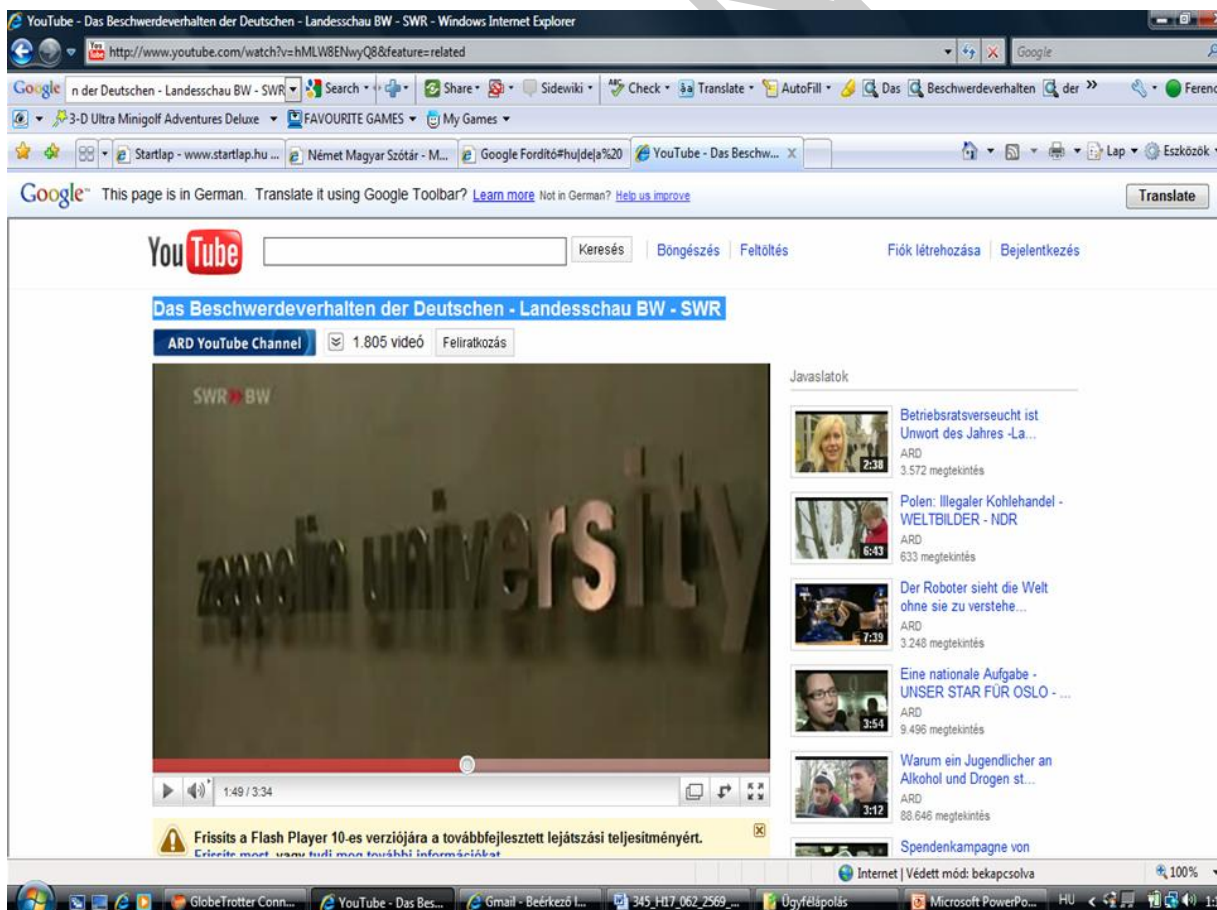 YouTube - Das Beschwerdeverhalten der Deutschen - Landesschau BW - SWR - Windows Internet Explorer
http://www.youtube.com/watch?v=hMLW8ENwyQ8&feature=related
Google
Google n der Deutschen - Landesschau BW - SWR Search Share Sidewiki Check Translate AutoFill Das Beschwerdeverhalten der »
3-D Ultra Minigolf Adventures Deluxe FAVOURITE GAMES My Games
Startlap - www.startlap.hu ... Német Magyar Szótár - M... Google Fordító#hu|de|a%20 YouTube - Das Beschw... X Lap Eszközök
Google™ This page is in German. Translate it using Google Toolbar? Learn more Not in German? Help us improve Translate
YouTube Keresés Böngészés Feltöltés Fiók létrehozása Bejelentkezés
Das Beschwerdeverhalten der Deutschen - Landesschau BW - SWR
ARD YouTube Channel 1.805 videó Feliratkozás
SWR» BW
zeppelin university
1:49 / 3:34
Frissíts a Flash Player 10-es verziójára a továbbfejlesztett lejátszási teljesítményért.
Frissíts most, vagy tudj meg további információkat
Javaslatok
Betriebsratsverseucht ist
Unwort des Jahres -La...
ARD
2:38
3.572 megtekintés
Polen: Illegaler Kohlehandel -
WELTBILDER - NDR
ARD
6:43
633 megtekintés
Der Roboter sieht die Welt
ohne sie zu verstehe...
ARD
7:39
3.248 megtekintés
Eine nationale Aufgabe -
UNSER STAR FÜR OSLO - ...
ARD
3:54
9.496 megtekintés
Warum ein Jugendlicher an
Alkohol und Drogen st...
ARD
3:12
88.646 megtekintés
Spendenkampagne von
Internet | Védett mód: bekapcsolva 100%
GlobeTrotter Conn... YouTube - Das Bes... Gmail - Beérkező l... 345_H17_062_2569_... Ügyfélápolás Microsoft PowerPo... HU